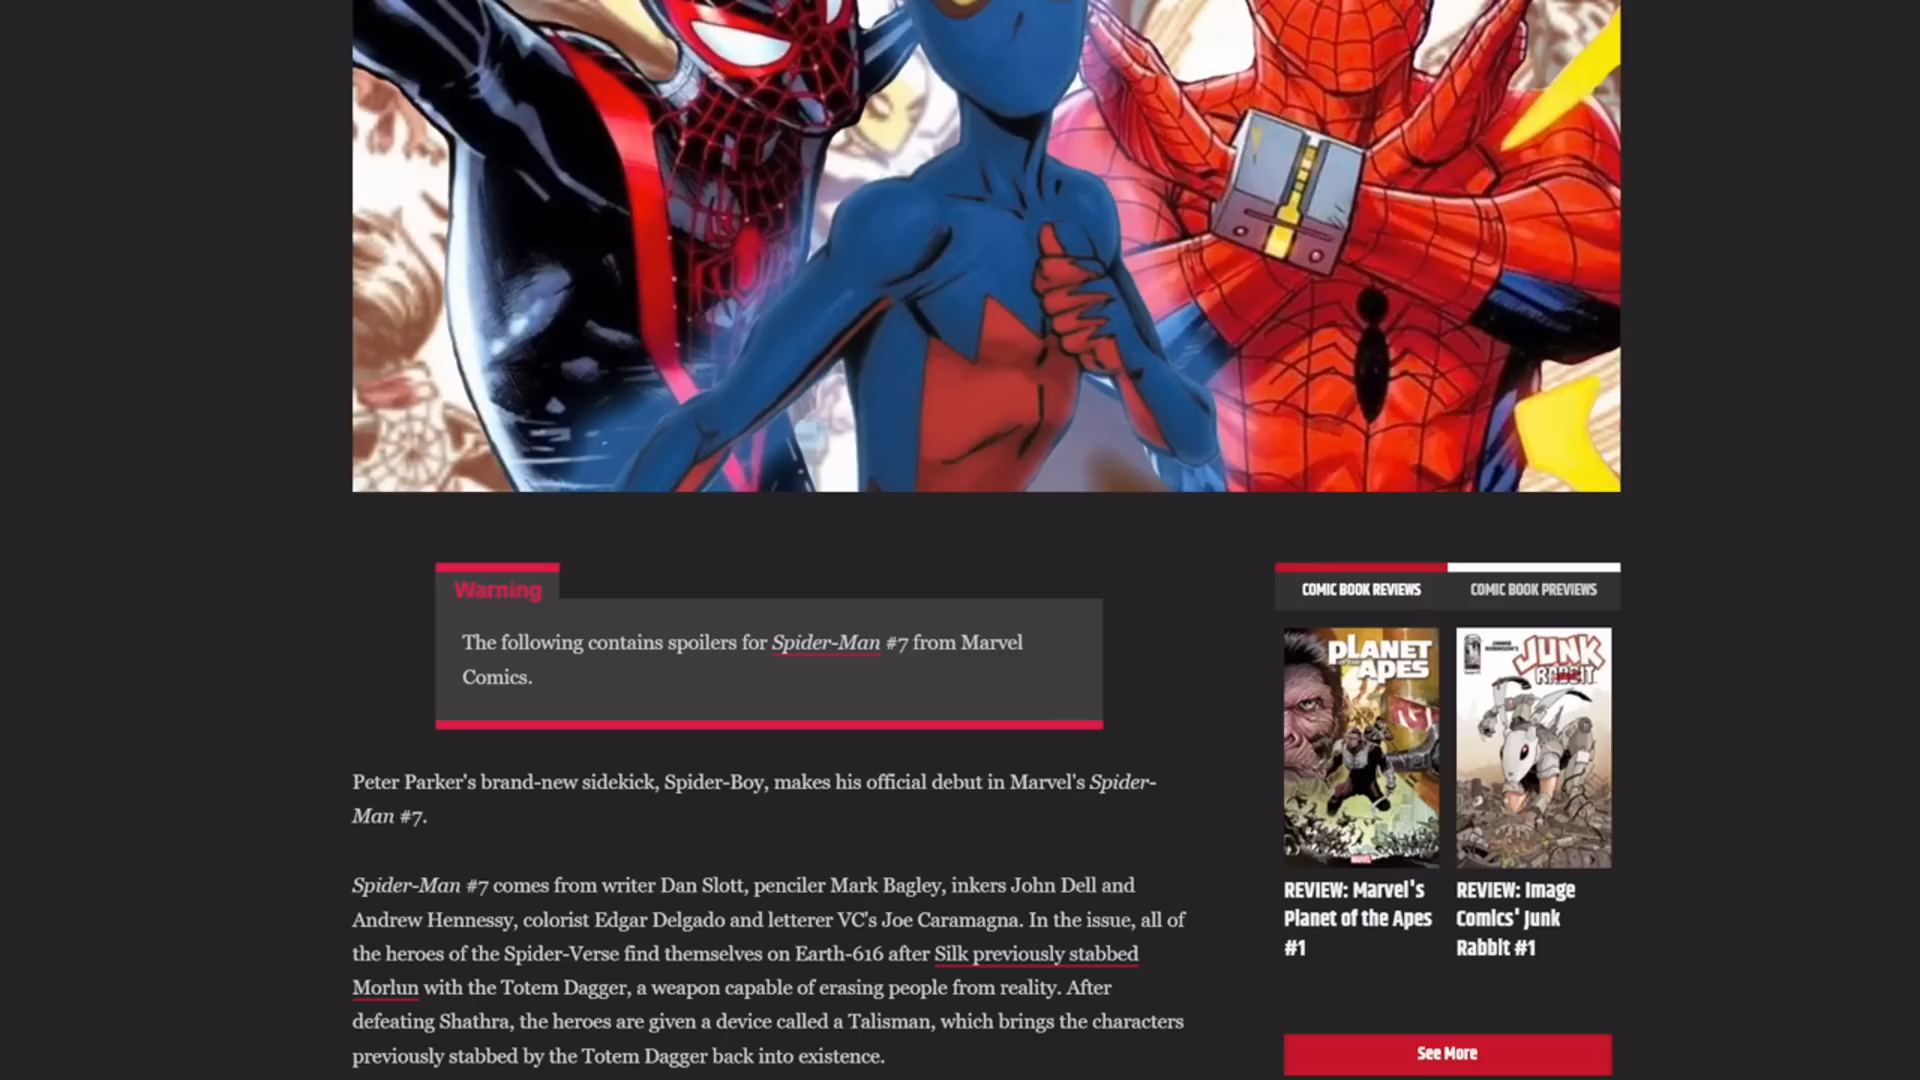 Warning
The following contains spoilers for Spider-Man #7 from Marvel
Comics.
Peter Parker's brand-new sidekick, Spider-Boy, makes his official debut in Marvel's Spider-
Man #7.
Spider-Man #7 comes from writer Dan Slott, penciler Mark Bagley, inkers John Dell and
Andrew Hennessy, colorist Edgar Delgado and letterer VC's Joe Caramagna. In the issue, all of
the heroes of the Spider-Verse find themselves on Earth-616 after Silk previously stabbed
Morlun with the Totem Dagger, a weapon capable of erasing people from reality. After
defeating Shathra, the heroes are given a device called a Talisman, which brings the characters
previously stabbed by the Totem Dagger back into existence.
COMIC BOOK REVIEWS
COMIC BOOK PREVIEWS
PLANET
APES
JUNK
RABBIT
MARVEL
REVIEW: Marvel's
Planet of the Apes
#1
REVIEW: Image
Comics' Junk
Rabbit #1
See More